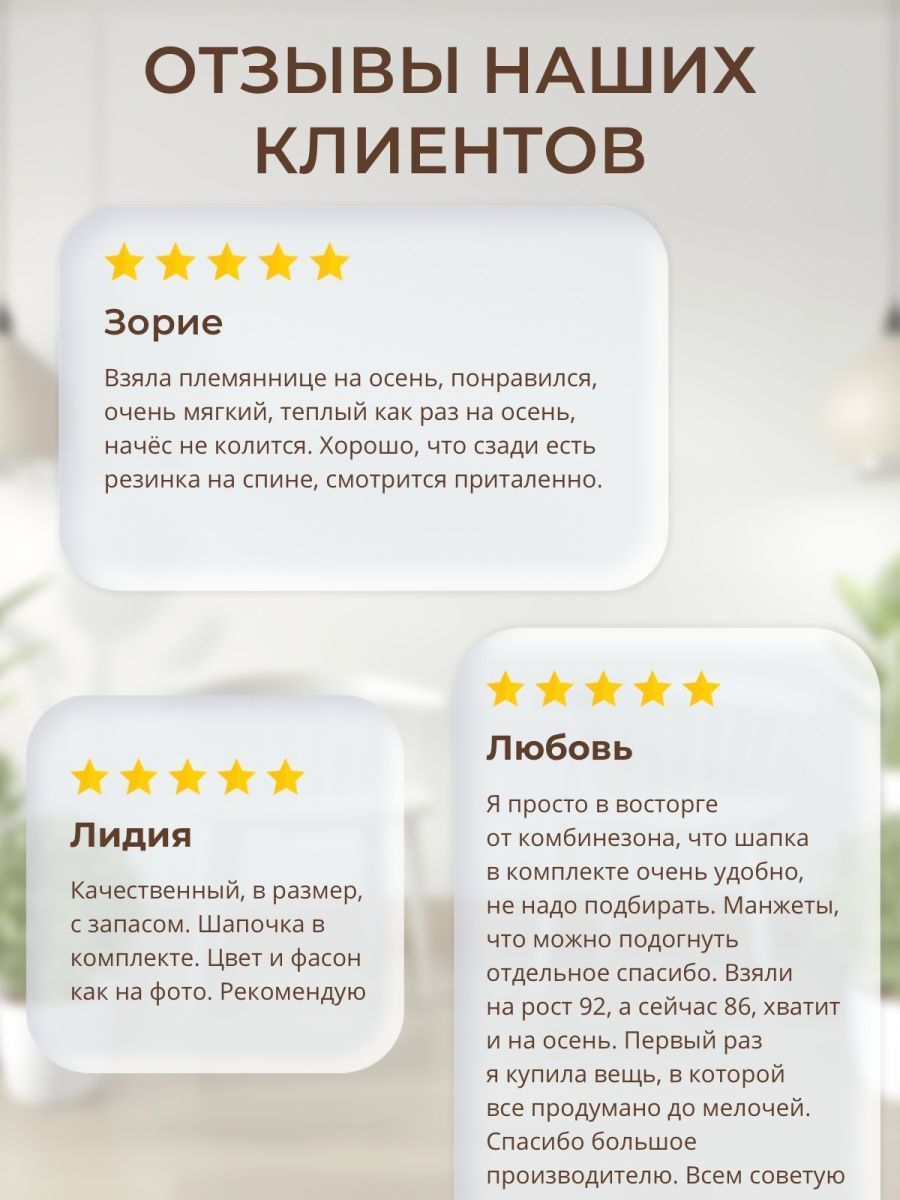 ОТЗЫВЫ НАШИХ
КЛИЕНТОВ
Зорие
Взяла племяннице на осень, понравился,
очень мягкий, теплый как раз на осень,
начёс не колится. Хорошо, что сзади есть
резинка на спине, смотрится приталенно.
Лидия
Качественный, в размер,
с запасом. Шапочка в
комплекте. Цвет и фасон
как на фото. Рекомендую
Любовь
Я просто в восторге
от комбинезона, что шапка
в комплекте очень удобно,
не надо подбирать. Манжеты,
что можно подогнуть
отдельное спасибо. Взяли
на рост 92, а сейчас 86, хватит
и на осень. Первый раз
я купила вещь, в которой
все продумано до мелочей.
Спасибо большое
производителю. Всем советую